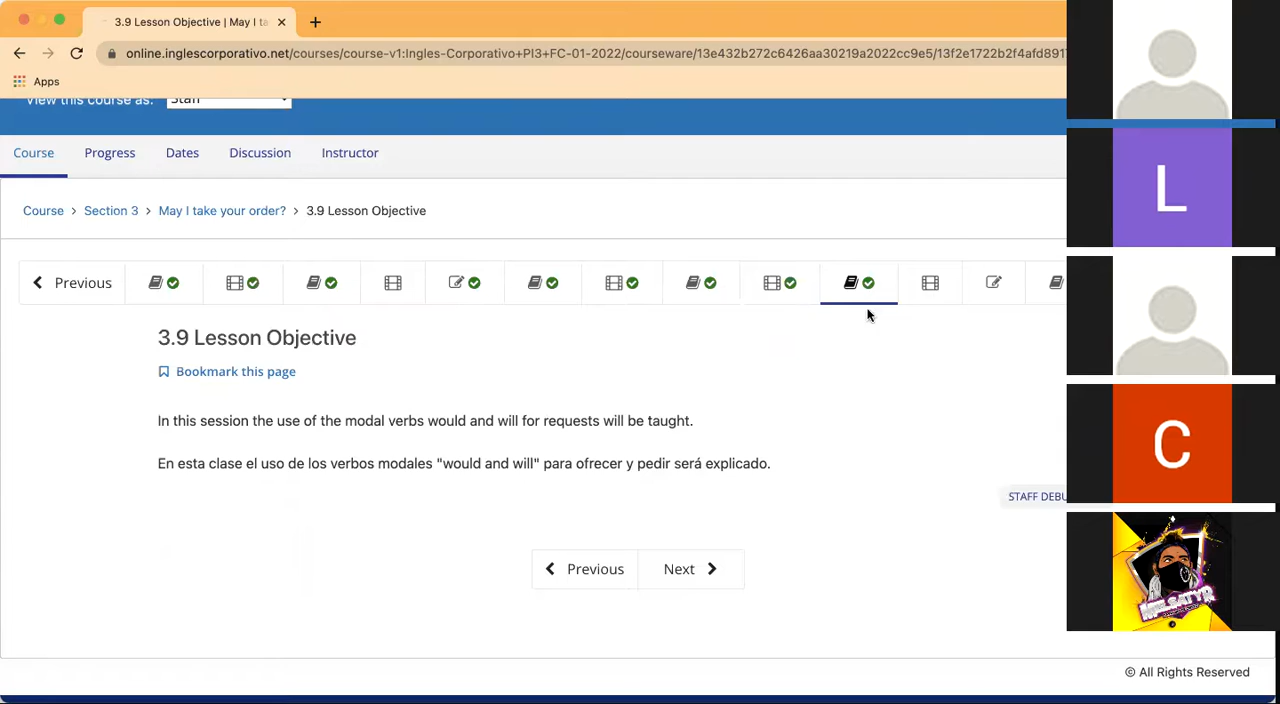 3.9 Lesson Objective | May I ta
online.inglescorporativo.net/courses/course-v1:Ingles-Corporativo+PI3+FC-01-2022/courseware/13e432b272c6426aa30219a2022cc9e5/13f2e1722b2f4afd891
Apps
View this course as: Staff
Course Progress Dates Discussion Instructor
L
Course > Section 3 > May I take your order? > 3.9 Lesson Objective
Previous
3.9 Lesson Objective
Bookmark this page
In this session the use of the modal verbs would and will for requests will be taught.
C
En esta clase el uso de los verbos modales "would and will" para ofrecer y pedir será explicado.
STAFF DEBU
Previous Next
© All Rights Reserved